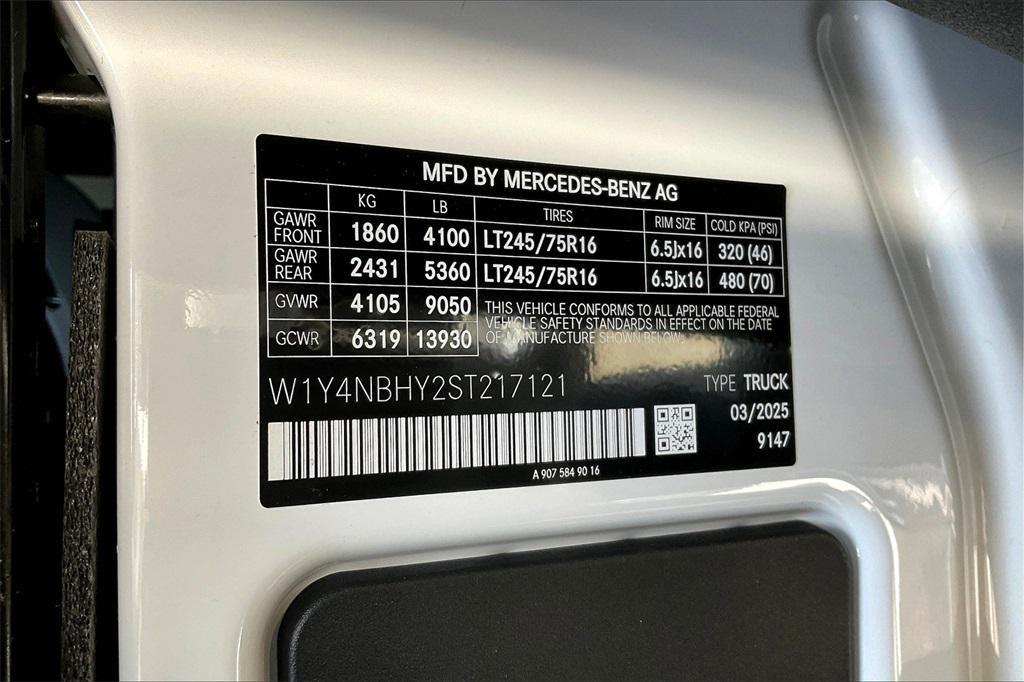 MFD BY MERCEDES-BENZ AG
KG LB TIRES RIM SIZE COLD KPA (PSI)
GAWR FRONT 1860 4100 LT245/75R16 6.5Jx16 320 (46)
GAWR REAR 2431 5360 LT245/75R16 6.5Jx16 480 (70)
GVWR 4105 9050
GCWR 6319 13930
THIS VEHICLE CONFORMS TO ALL APPLICABLE FEDERAL
VEHICLE SAFETY STANDARDS IN EFFECT ON THE DATE
OF MANUFACTURE SHOWN BELOW.
W1Y4NBHY2ST217121 TYPE TRUCK
03/2025
9147
A 907 584 90 16